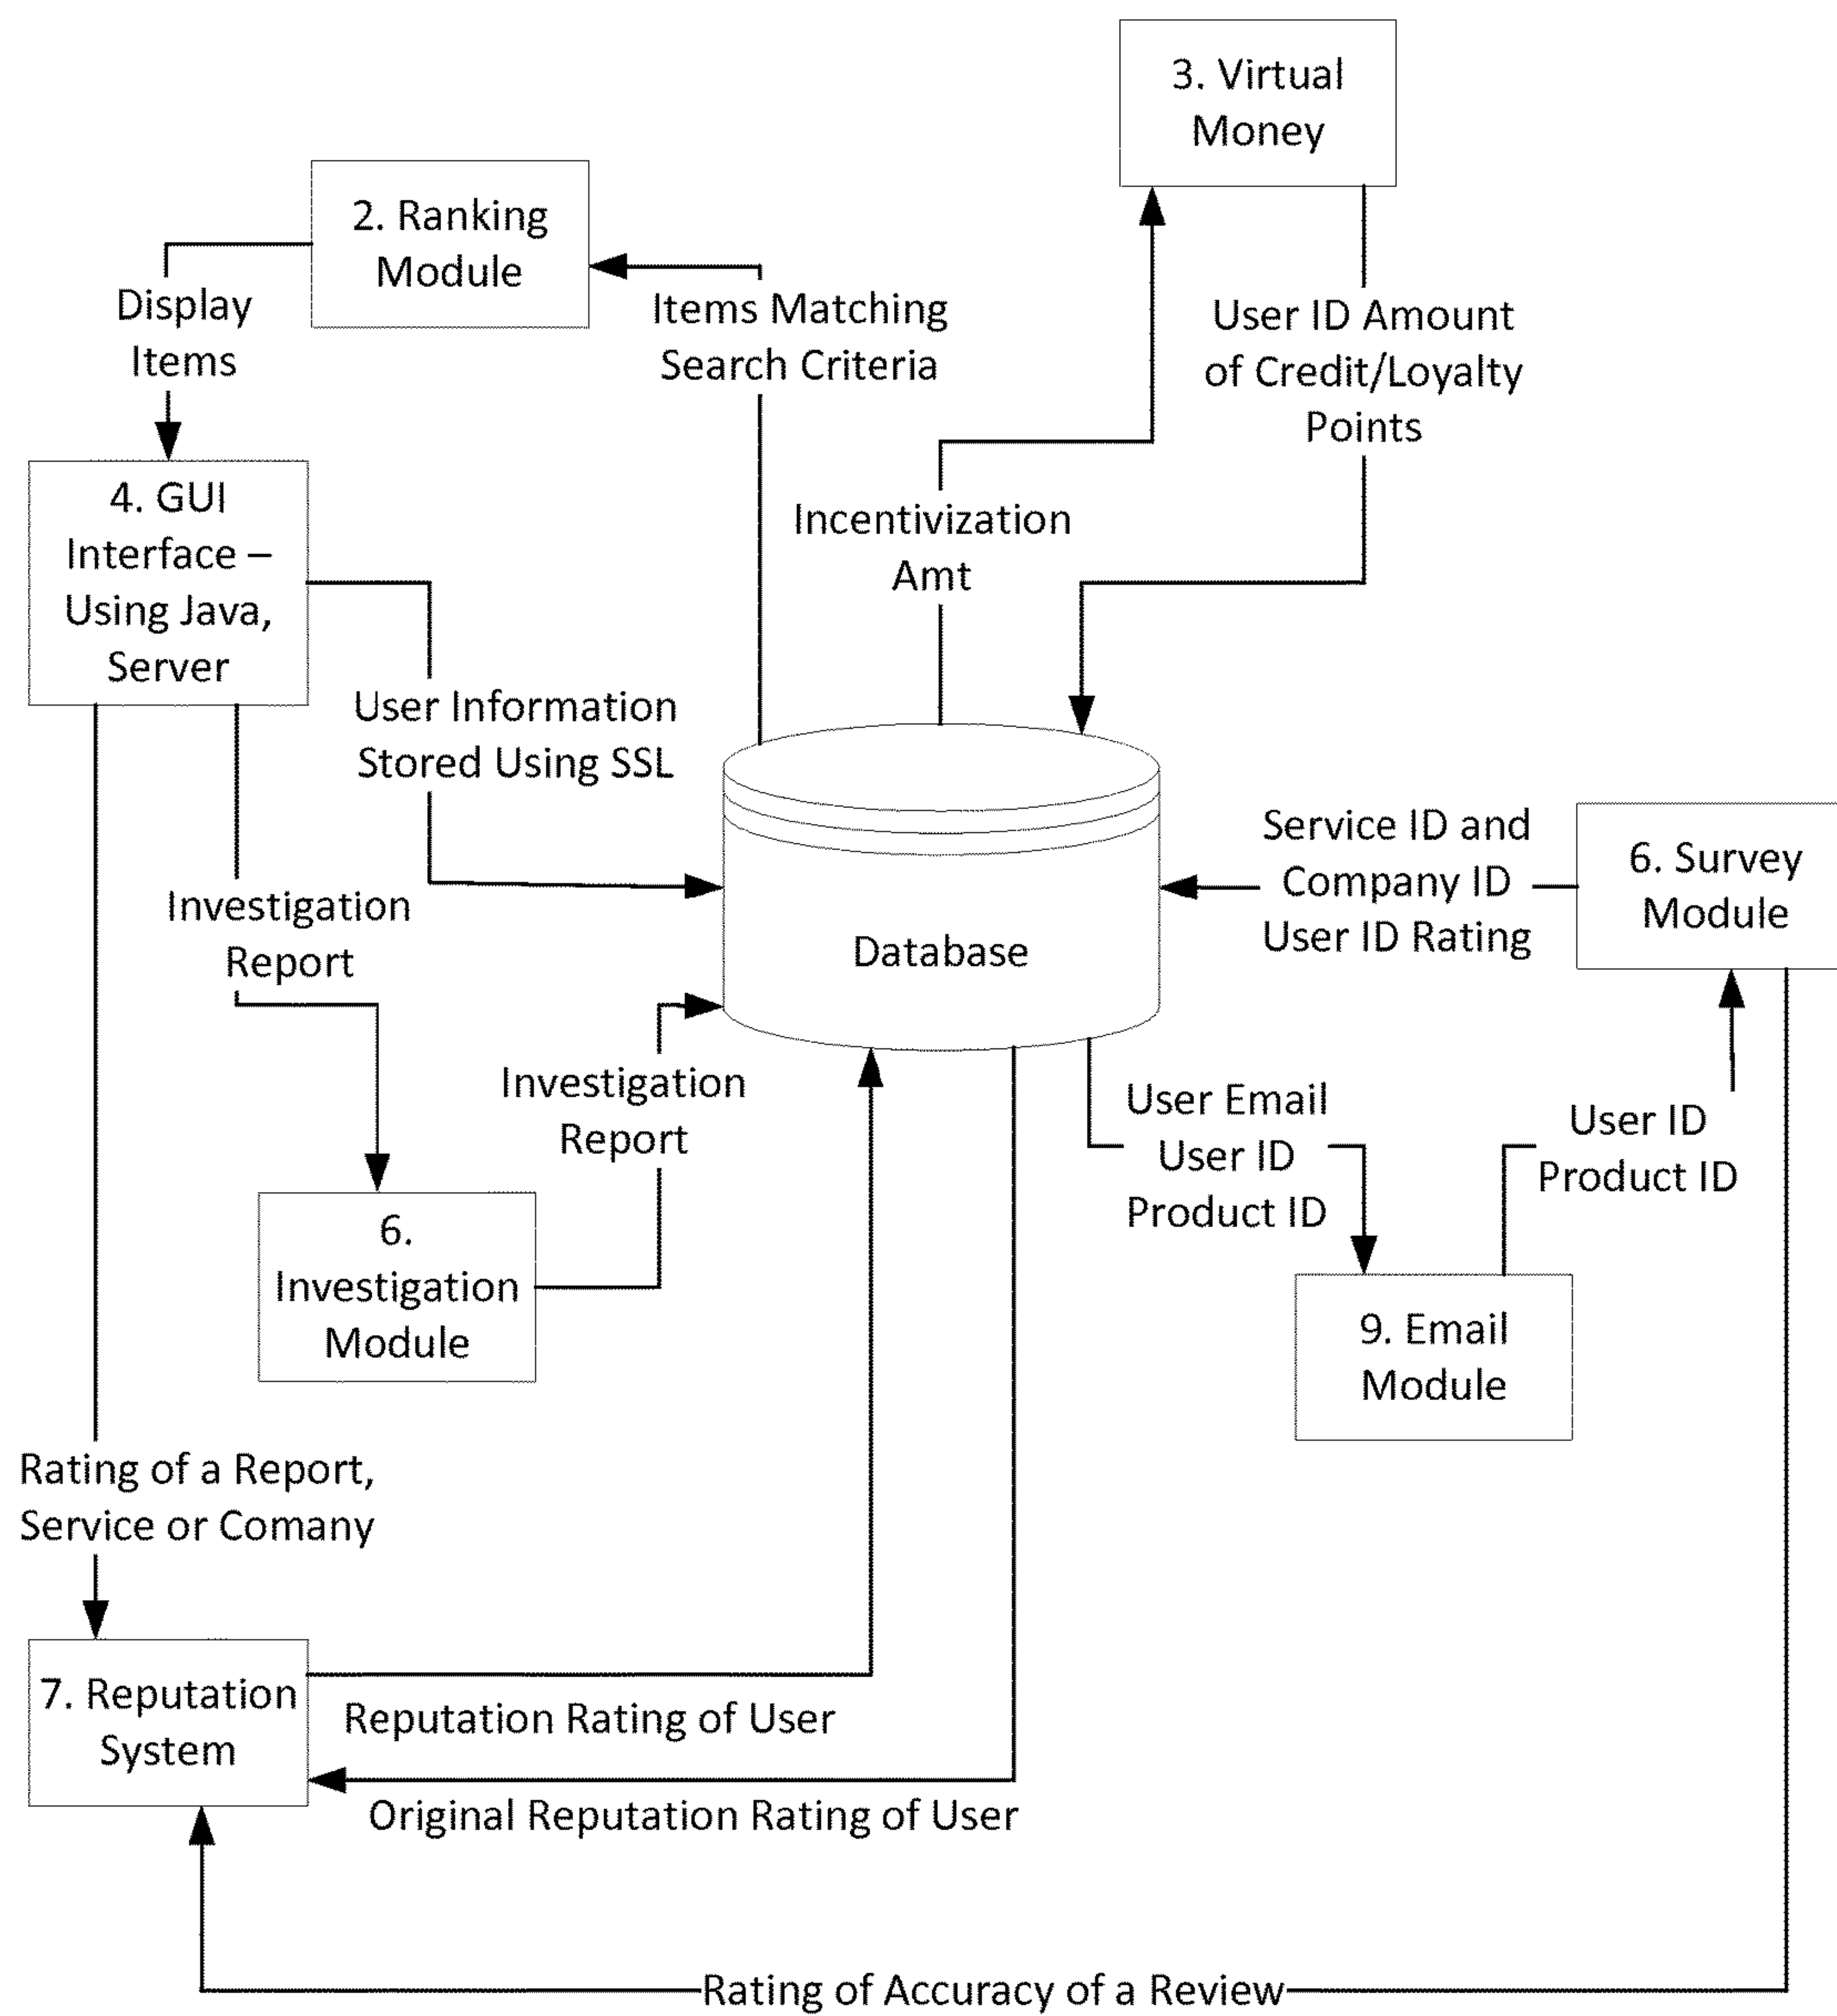 3. Virtual
Money
2. Ranking
Module
Display
Items
Items Matching
Search Criteria
User ID Amount
of Credit/Loyalty
Points
4. GUI
Interface –
Using Java,
Server
Incentivization
Amt
User Information
Stored Using SSL
Service ID and
Company ID
User ID Rating
6. Survey
Module
Investigation
Report
Database
Investigation
Report
User Email
User ID
Product ID
User ID
Product ID
6.
Investigation
Module
9. Email
Module
Rating of a Report,
Service or Comany
7. Reputation
System
Reputation Rating of User
Original Reputation Rating of User
Rating of Accuracy of a Review